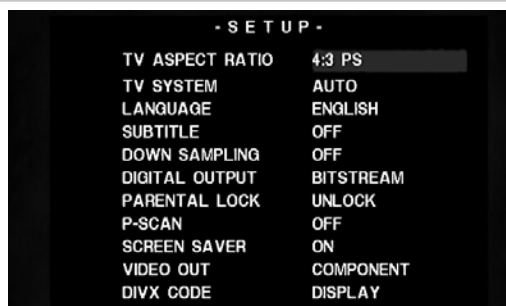 - S E T U P -
TV ASPECT RATIO 4:3 PS
TV SYSTEM AUTO
LANGUAGE ENGLISH
SUBTITLE OFF
DOWN SAMPLING OFF
DIGITAL OUTPUT BITSTREAM
PARENTAL LOCK UNLOCK
P-SCAN OFF
SCREEN SAVER ON
VIDEO OUT COMPONENT
DIVX CODE DISPLAY